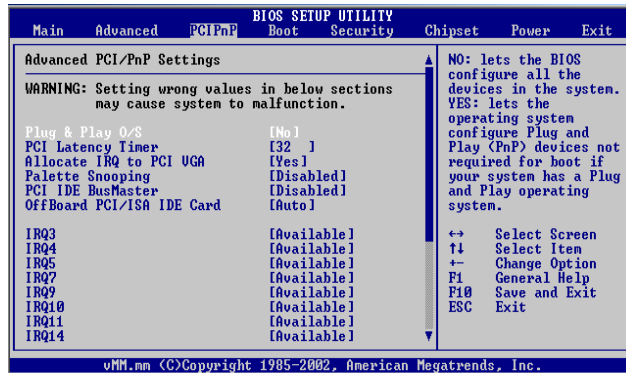 BIOS SETUP UTILITY
Main Advanced PCIPnP Boot Security Chipset Power Exit
Advanced PCI/PnP Settings
WARNING: Setting wrong values in below sections
may cause system to malfunction.
Plug & Play O/S [No]
PCI Latency Timer [32 ]
Allocate IRQ to PCI VGA [Yes]
Palette Snooping [Disabled]
PCI IDE BusMaster [Disabled]
OffBoard PCI/ISA IDE Card [Auto]
IRQ3 [Available]
IRQ4 [Available]
IRQ5 [Available]
IRQ7 [Available]
IRQ9 [Available]
IRQ10 [Available]
IRQ11 [Available]
IRQ14 [Available]
NO: lets the BIOS
configure all the
devices in the system.
YES: lets the
operating system
configure Plug and
Play (PnP) devices not
required for boot if
your system has a Plug
and Play operating
system.
↔ Select Screen
↑↓ Select Item
+- Change Option
F1 General Help
F10 Save and Exit
ESC Exit
vMM.mm (C)Copyright 1985-2002, American Megatrends, Inc.